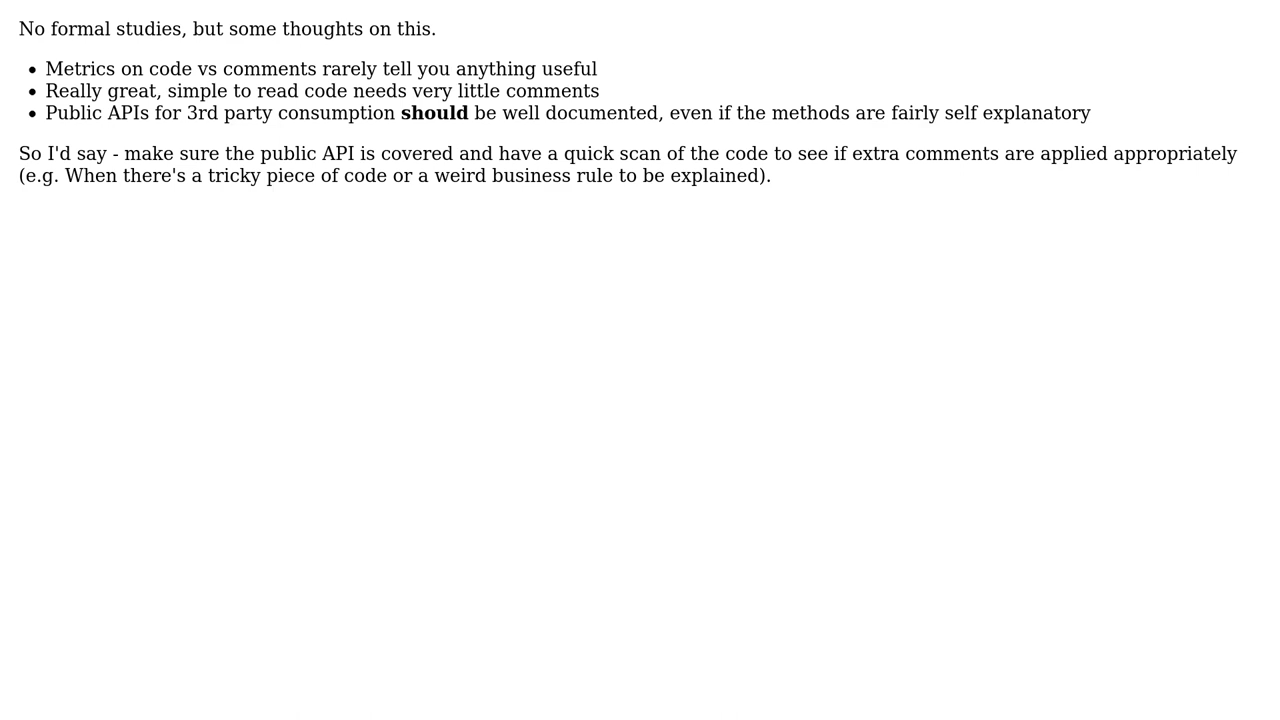 No formal studies, but some thoughts on this.
• Metrics on code vs comments rarely tell you anything useful
• Really great, simple to read code needs very little comments
• Public APIs for 3rd party consumption should be well documented, even if the methods are fairly self explanatory
So I'd say - make sure the public API is covered and have a quick scan of the code to see if extra comments are applied appropriately
(e.g. When there's a tricky piece of code or a weird business rule to be explained).